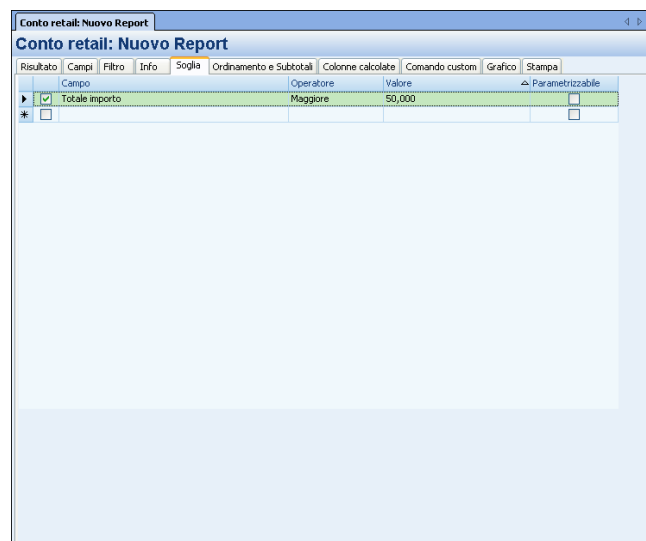 Conto retail: Nuovo Report
Conto retail: Nuovo Report
Risultato Campi Filtro Info Soglia Ordinamento e Subtotali Colonne calcolate Comando custom Grafico Stampa
Campo Operatore Valore Parametrizzabile
Totale importo Maggiore 50,000